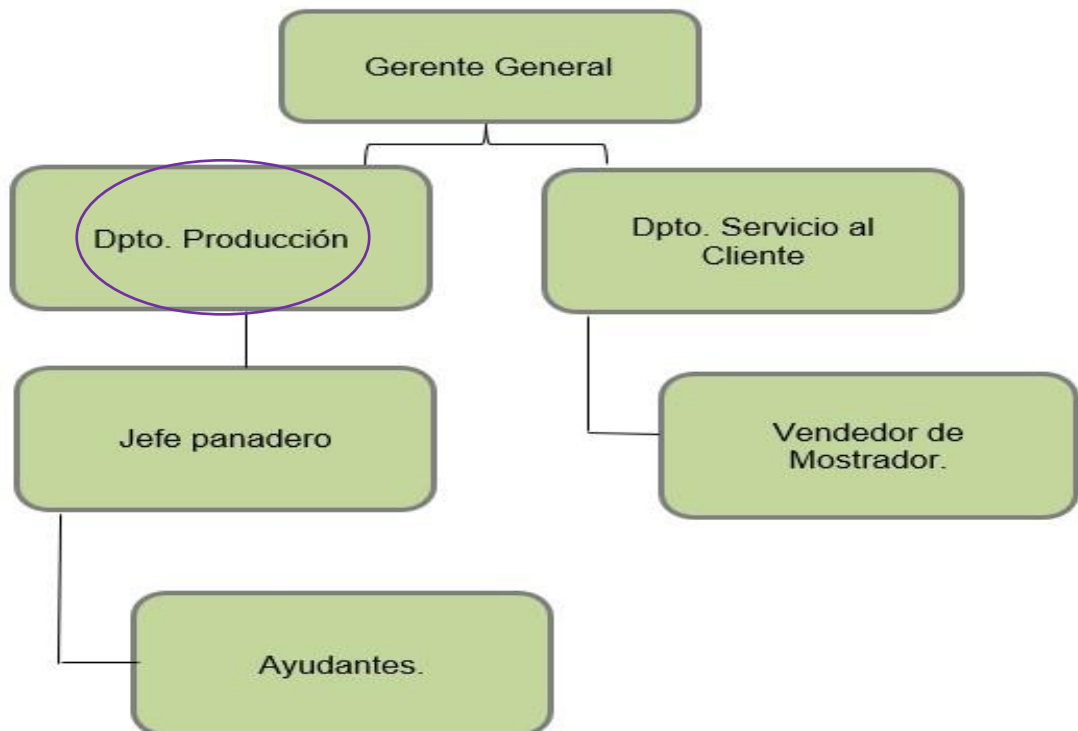 Gerente General
Dpto. Producción
Dpto. Servicio al
Cliente
Jefe panadero
Vendedor de
Mostrador.
Ayudantes.